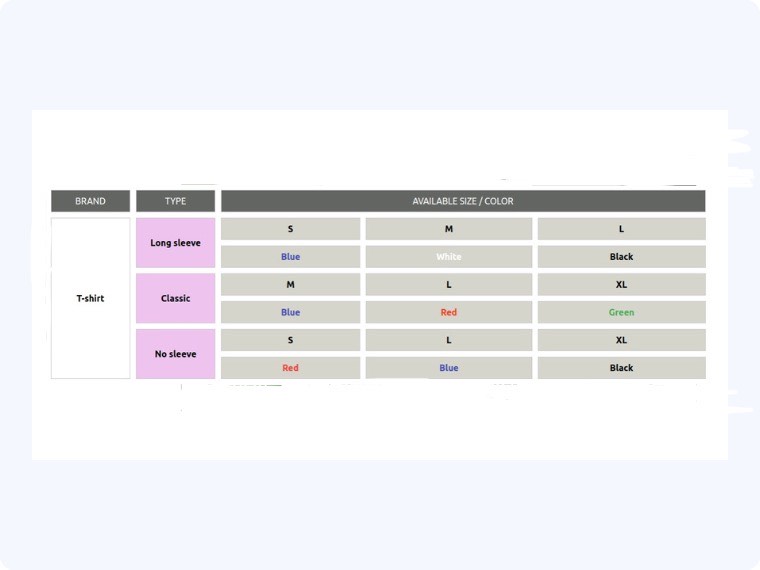 BRAND TYPE AVAILABLE SIZE / COLOR
S M L
Long sleeve
Blue White Black
M L XL
T-shirt Classic
Blue Red Green
S L XL
No sleeve
Red Blue Black